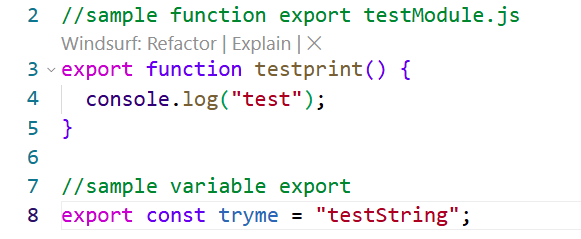 2 //sample function export testModule.js
Windsurf: Refactor | Explain | ×
3 export function testprint() {
4 console.log("test");
5 }
6
7 //sample variable export
8 export const tryme = "testString";